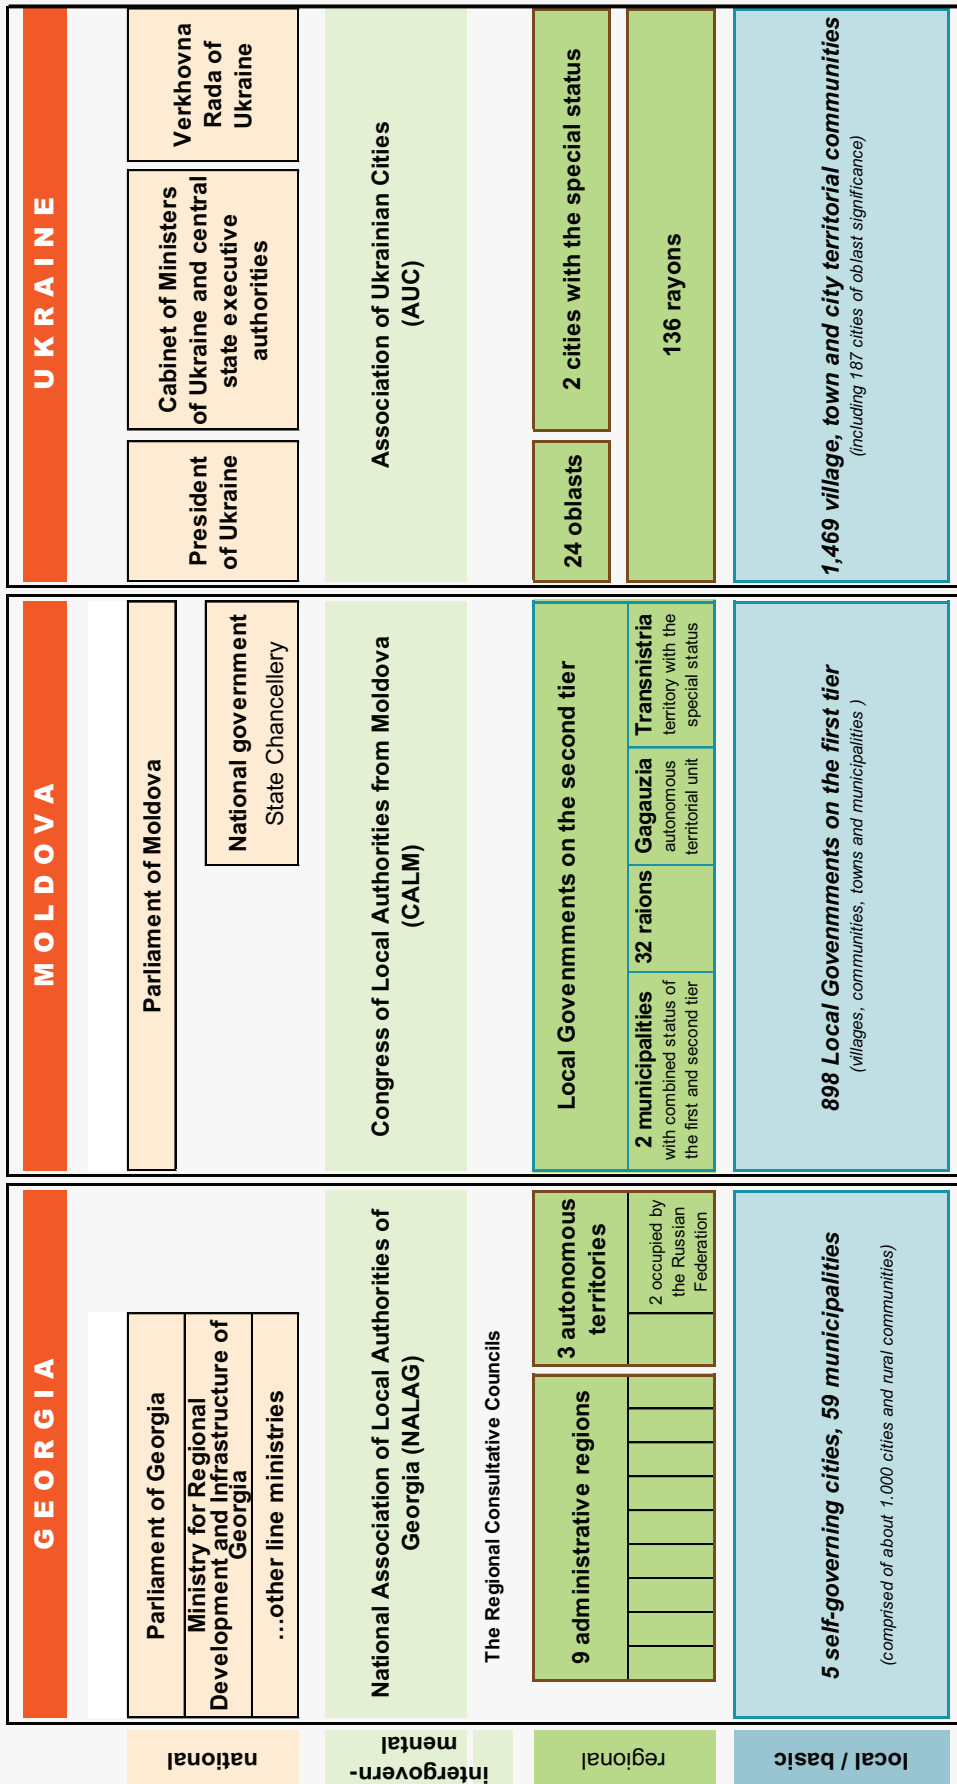 GEORGIA
MOLDOVA
UKRAINE
national
Parliament of Georgia
Ministry for Regional
Development and Infrastructure of
Georgia
...other line ministries
Parliament of Moldova
National government
State Chancellery
President
of Ukraine
Cabinet of Ministers
of Ukraine and central
state executive
authorities
Verkhovna
Rada of
Ukraine
intergovern-
mental
National Association of Local Authorities of
Georgia (NALAG)
Congress of Local Authorities from Moldova
(CALM)
Association of Ukrainian Cities
(AUC)
The Regional Consultative Councils
regional
9 administrative regions
3 autonomous
territories
2 occupied by
the Russian
Federation
Local Govenmments on the second tier
2 municipalities
with combined status of
the first and second tier
32 raions
Gagauzia
autonomous
territorial unit
Transnistria
territory with the
special status
24 oblasts
2 cities with the special status
136 rayons
local / basic
5 self-governing cities, 59 municipalities
(comprised of about 1.000 cities and rural communities)
898 Local Govenmments on the first tier
(villages, communities, towns and municipalities )
1,469 village, town and city territorial communities
(including 187 cities of oblast significance)